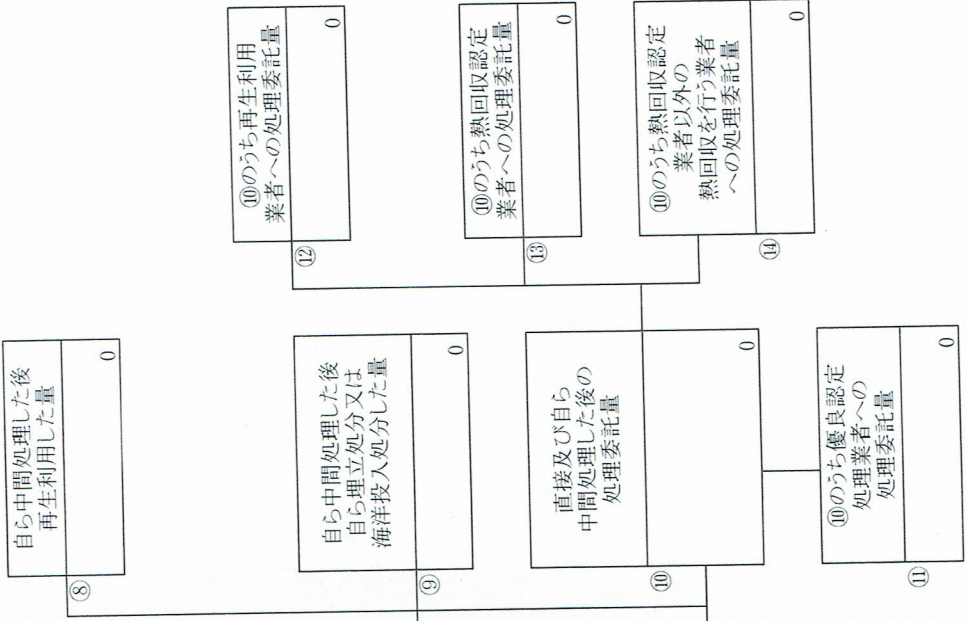 自ら中間処理した後
再生利用した量
0
⑧
自ら中間処理した後
自ら埋立処分又は
海洋投入処分した量
0
⑨
直接及び自ら
中間処理した後の
処理委託量
0
⑩
⑩のうち優良認定
処理業者への
処理委託量
0
⑪
⑩のうち再生利用
業者への処理委託量
0
⑫
⑩のうち熱回収認定
業者への処理委託量
0
⑬
⑩のうち熱回収認定
業者以外の
熱回収を行う業者
への処理委託量
0
⑭